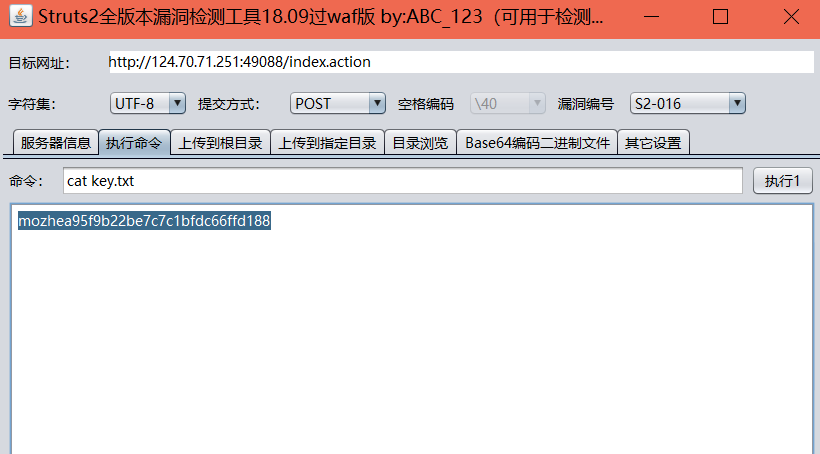 Struts2全版本漏洞检测工具18.09过waf版 by:ABC_123（可用于检测...
目标网址： http://124.70.71.251:49088/index.action
字符集： UTF-8 提交方式： POST 空格编码 \40 漏洞编号 S2-016
服务器信息 执行命令 上传到根目录 上传到指定目录 目录浏览 Base64编码二进制文件 其它设置
命令： cat key.txt 执行1
mozhea95f9b22be7c7c1bfdc66ffd188